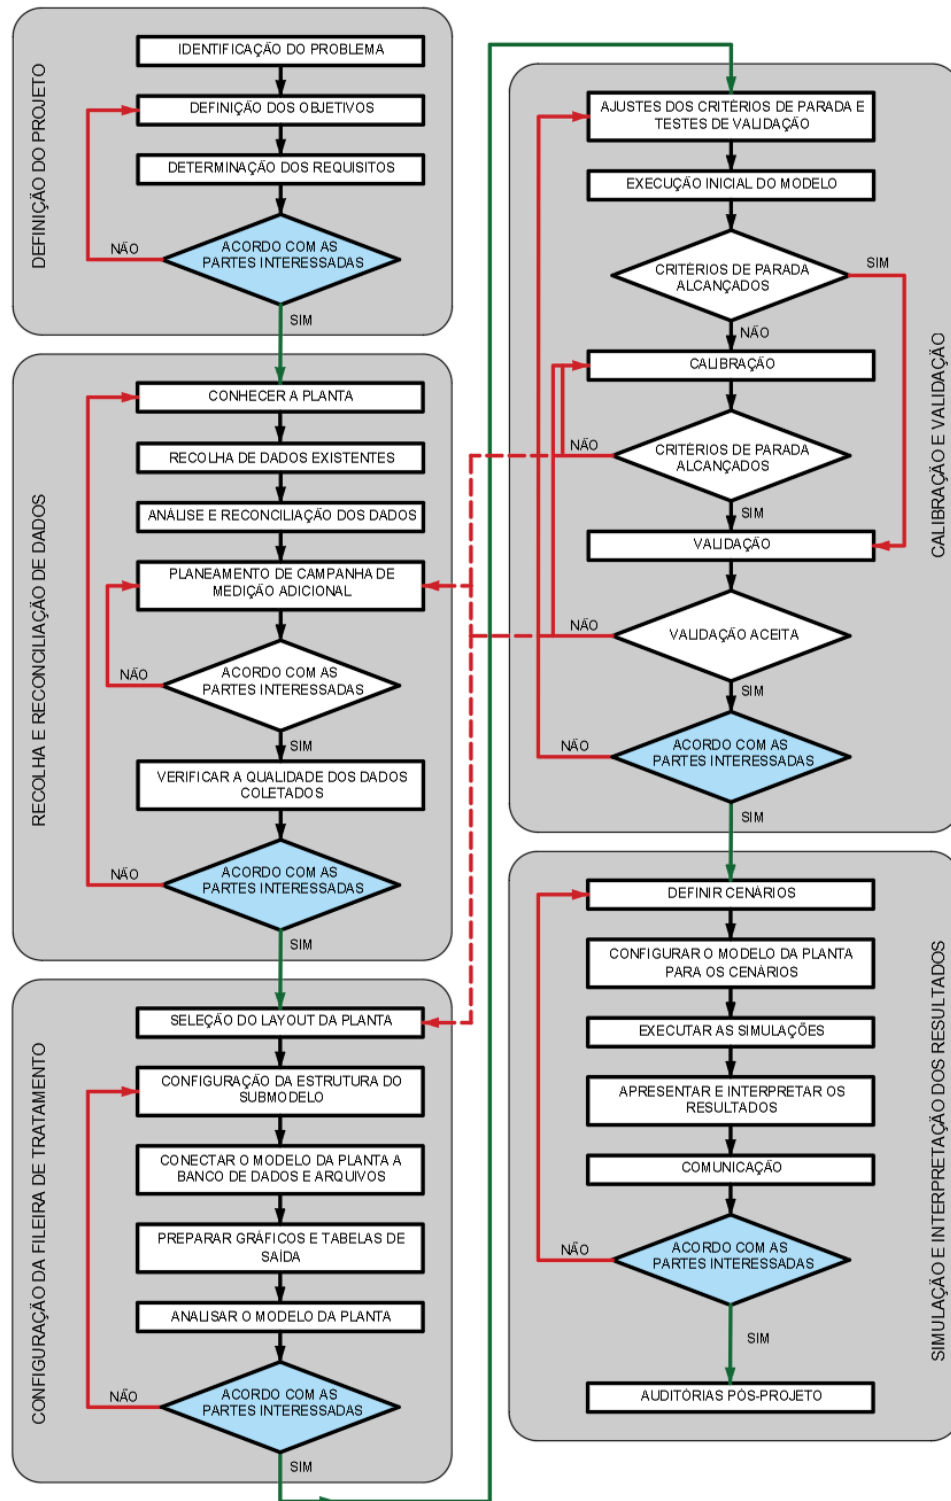 DEFINIÇÃO DO PROJETO
IDENTIFICAÇÃO DO PROBLEMA
DEFINIÇÃO DOS OBJETIVOS
DETERMINAÇÃO DOS REQUISITOS
ACORDO COM AS
PARTES INTERESSADAS
NÃO
SIM
RECOLHA E RECONCILIAÇÃO DE DADOS
CONHECER A PLANTA
RECOLHA DE DADOS EXISTENTES
ANÁLISE E RECONCILIAÇÃO DOS DADOS
PLANEAMENTO DE CAMPANHA DE
MEDIÇÃO ADICIONAL
ACORDO COM AS
PARTES INTERESSADAS
NÃO
SIM
VERIFICAR A QUALIDADE DOS DADOS
COLETADOS
ACORDO COM AS
PARTES INTERESSADAS
NÃO
SIM
CONFIGURAÇÃO DA FILEIRA DE TRATAMENTO
SELEÇÃO DO LAYOUT DA PLANTA
CONFIGURAÇÃO DA ESTRUTURA DO
SUBMODELO
CONECTAR O MODELO DA PLANTA A
BANCO DE DADOS E ARQUIVOS
PREPARAR GRÁFICOS E TABELAS DE
SAÍDA
ANALISAR O MODELO DA PLANTA
ACORDO COM AS
PARTES INTERESSADAS
NÃO
SIM
CALIBRAÇÃO E VALIDAÇÃO
AJUSTES DOS CRITÉRIOS DE PARADA E
TESTES DE VALIDAÇÃO
EXECUÇÃO INICIAL DO MODELO
CRITÉRIOS DE PARADA
ALCANÇADOS
SIM
NÃO
CALIBRAÇÃO
CRITÉRIOS DE PARADA
ALCANÇADOS
NÃO
SIM
VALIDAÇÃO
VALIDAÇÃO ACEITA
NÃO
SIM
ACORDO COM AS
PARTES INTERESSADAS
NÃO
SIM
SIMULAÇÃO E INTERPRETAÇÃO DOS RESULTADOS
DEFINIR CENÁRIOS
CONFIGURAR O MODELO DA PLANTA
PARA OS CENÁRIOS
EXECUTAR AS SIMULAÇÕES
APRESENTAR E INTERPRETAR OS
RESULTADOS
COMUNICAÇÃO
ACORDO COM AS
PARTES INTERESSADAS
NÃO
SIM
AUDITÓRIAS PÓS-PROJETO